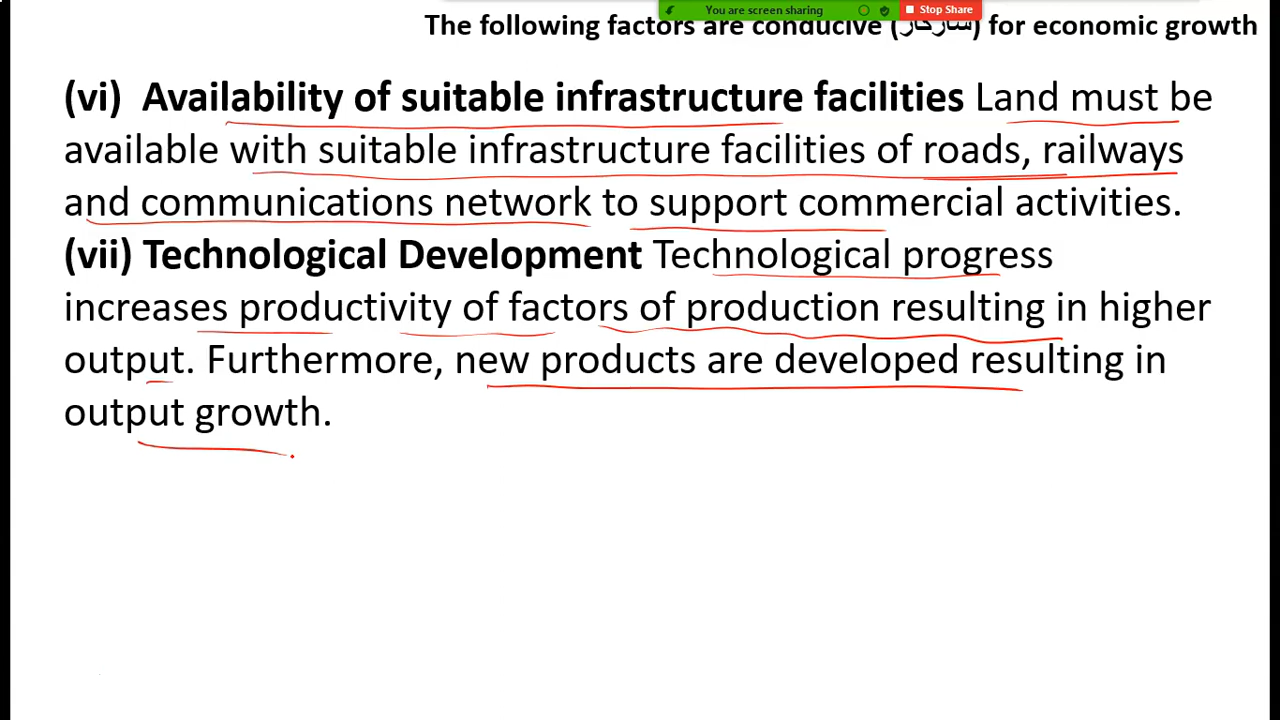 You are screen sharing
Stop Share
The following factors are conducive (سازگار) for economic growth
(vi) Availability of suitable infrastructure facilities Land must be
available with suitable infrastructure facilities of roads, railways
and communications network to support commercial activities.
(vii) Technological Development Technological progress
increases productivity of factors of production resulting in higher
output. Furthermore, new products are developed resulting in
output growth.